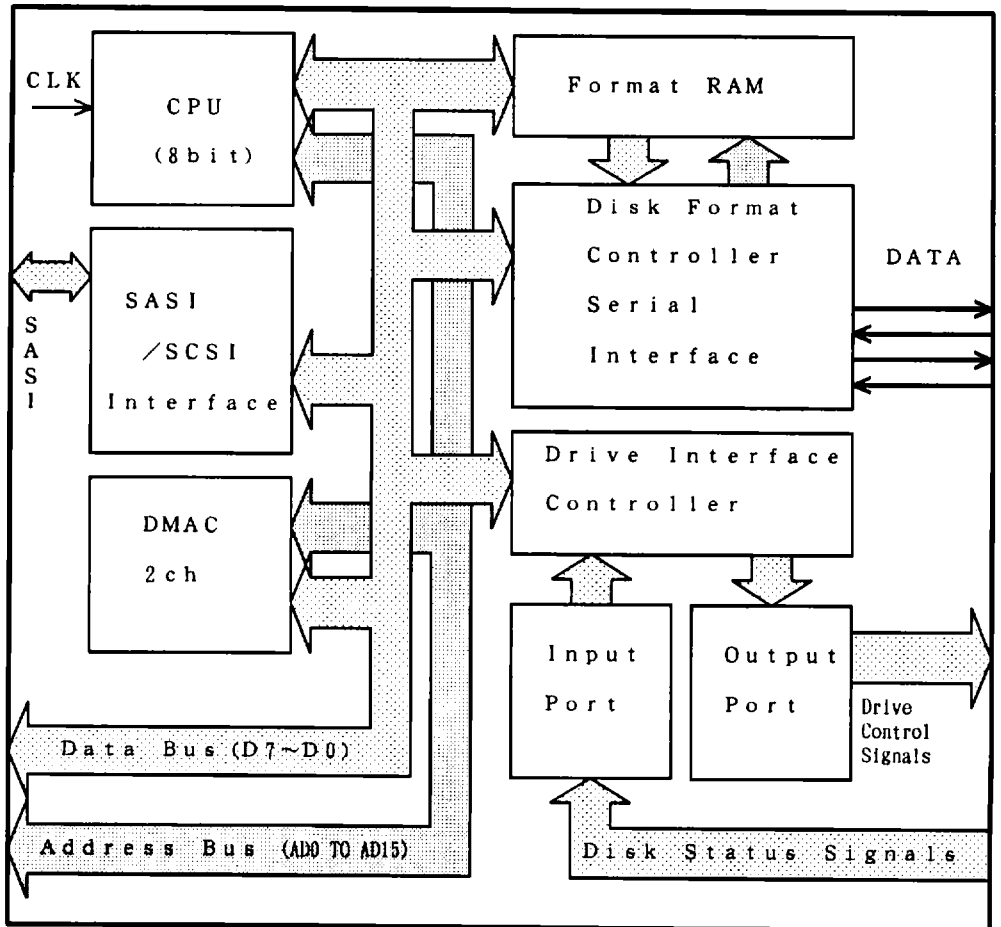 CLK
CPU
(8bit)
Format RAM
Disk Format
Controller
Serial
Interface
DATA
SASI
SASI
/SCSI
Interface
Drive Interface
Controller
DMAC
2ch
Input
Port
Output
Port
Drive
Control
Signals
Data Bus (D7~D0)
Address Bus (AD0 TO AD15)
Disk Status Signals